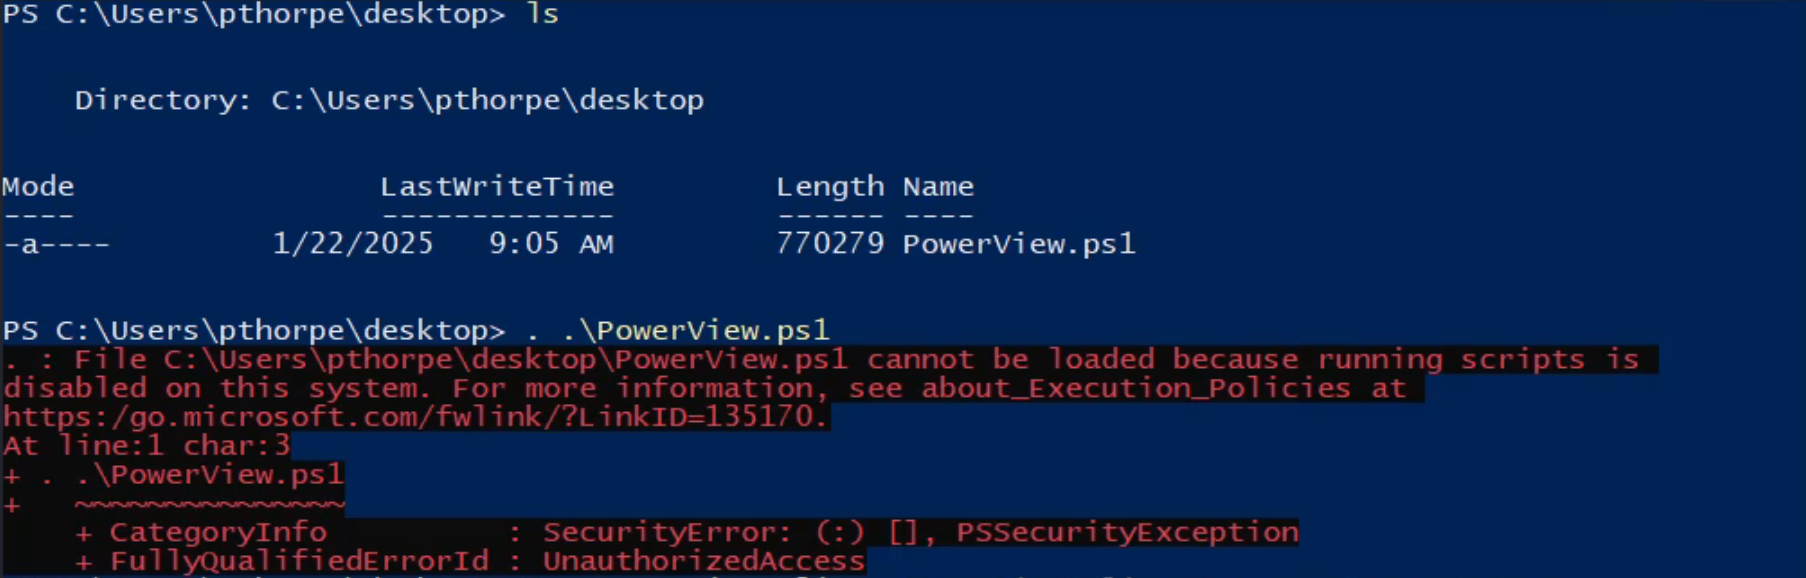 PS C:\Users\pthorpe\desktop> ls
Directory: C:\Users\pthorpe\desktop
Mode LastWriteTime Length Name
---- ------------- ------ ----
-a---- 1/22/2025 9:05 AM 770279 PowerView.ps1
PS C:\Users\pthorpe\desktop> . .\PowerView.ps1
. : File C:\Users\pthorpe\desktop\PowerView.ps1 cannot be loaded because running scripts is
disabled on this system. For more information, see about_Execution_Policies at
https:/go.microsoft.com/fwlink/?LinkID=135170.
At line:1 char:3
+ . .\PowerView.ps1
+ ~~~~~~~~~~~~~~~
+ CategoryInfo : SecurityError: (:) [], PSSecurityException
+ FullyQualifiedErrorId : UnauthorizedAccess